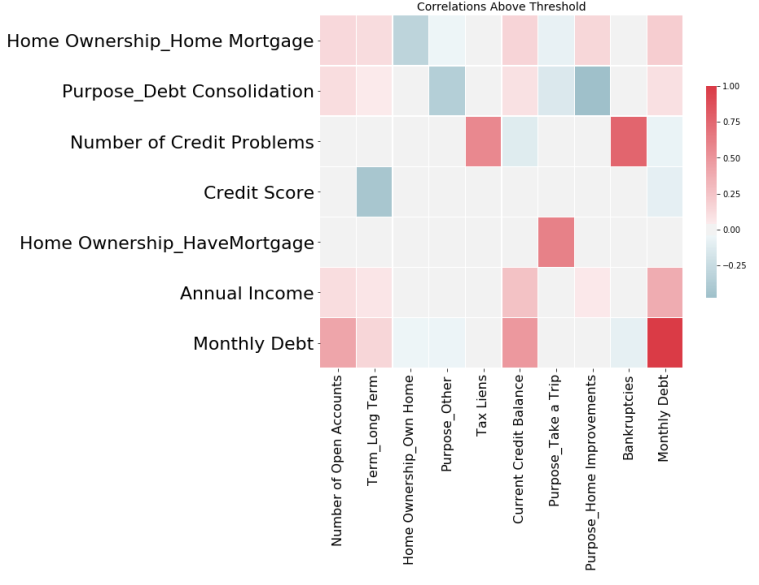 Correlations Above Threshold
Home Ownership_Home Mortgage
Purpose_Debt Consolidation
Number of Credit Problems
Credit Score
Home Ownership_HaveMortgage
Annual Income
Monthly Debt
1.00
0.75
0.50
0.25
0.00
−0.25
Number of Open Accounts
Term_Long Term
Home Ownership_Own Home
Purpose_Other
Tax Liens
Current Credit Balance
Purpose_Take a Trip
Purpose_Home Improvements
Bankruptcies
Monthly Debt